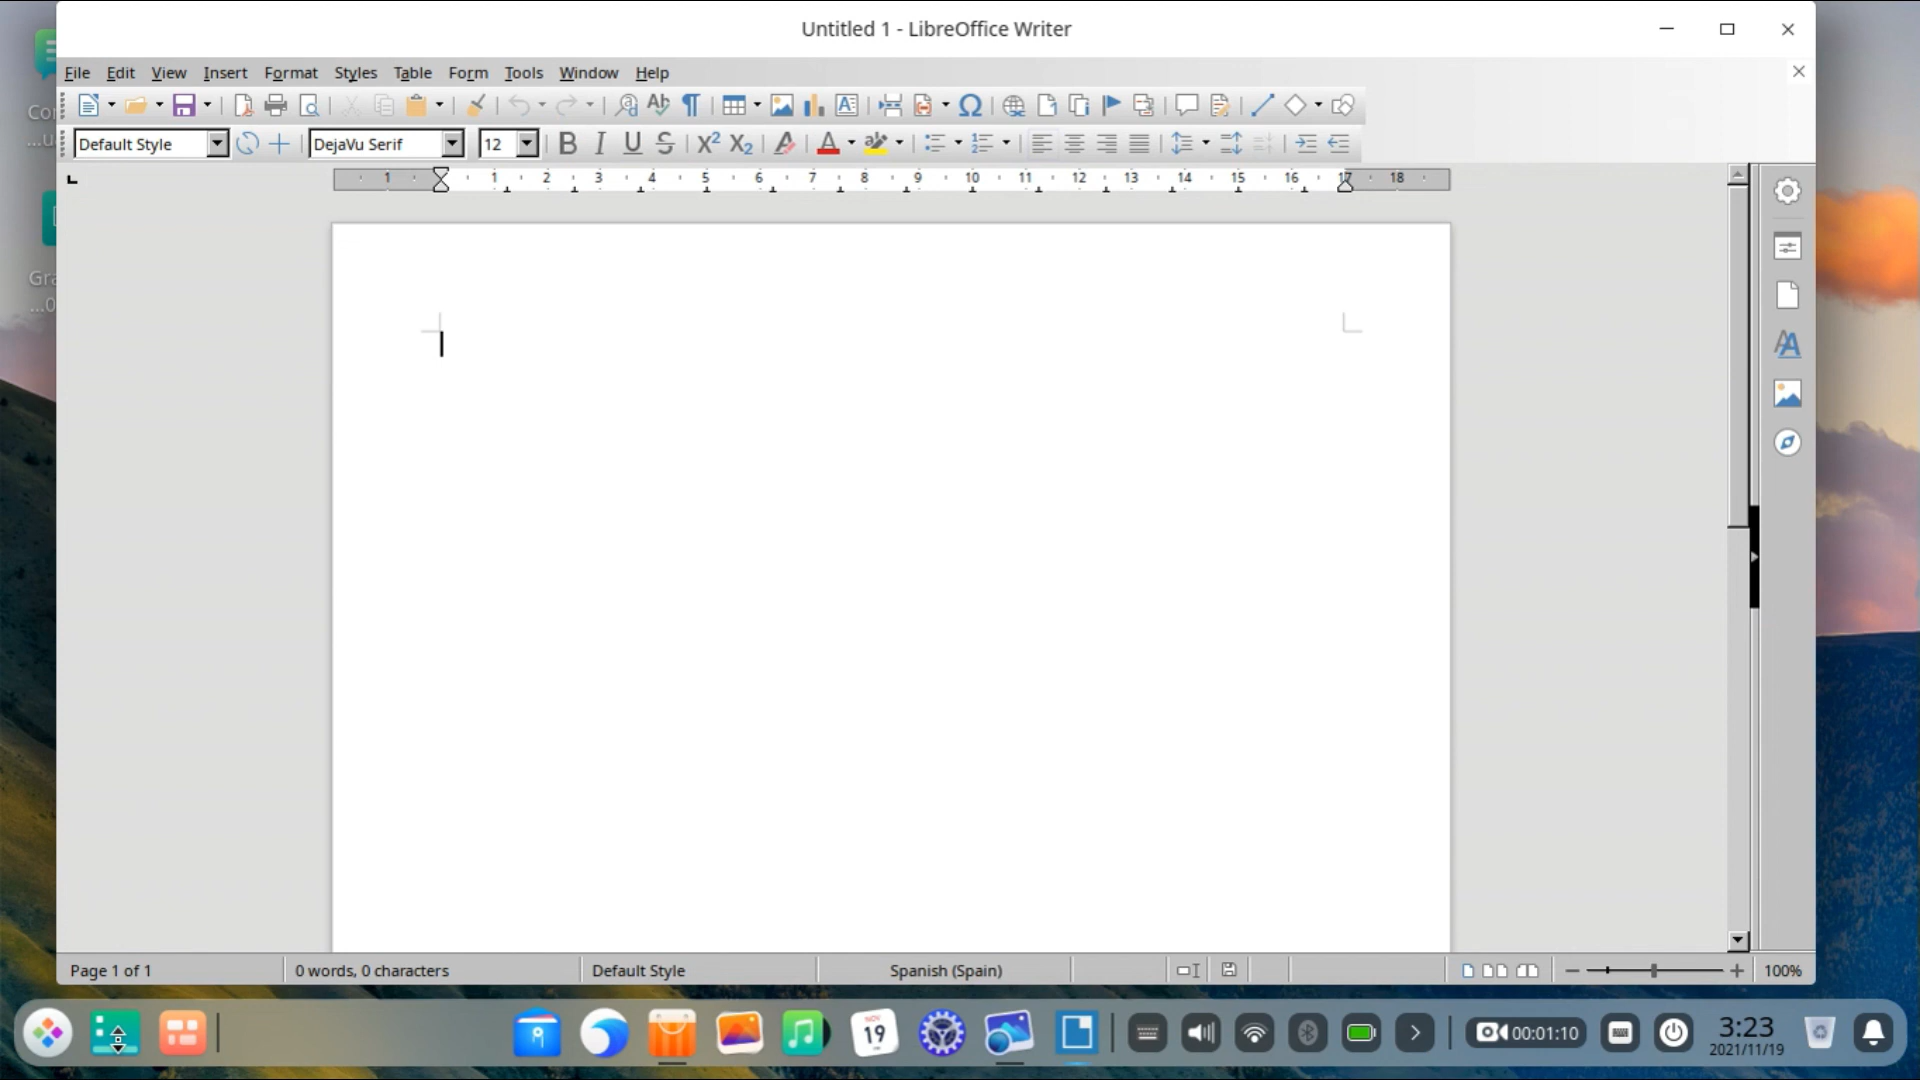 Untitled 1 - LibreOffice Writer
File Edit View Insert Format Styles Table Form Tools Window Help
Default Style DejaVu Serif 12 B I U S X² X₂ A
1 1 2 3 4 5 6 7 8 9 10 11 12 13 14 15 16 17 18
Page 1 of 1 0 words, 0 characters Default Style Spanish (Spain) 100%
NOV
19
00:01:10
3:23
2021/11/19